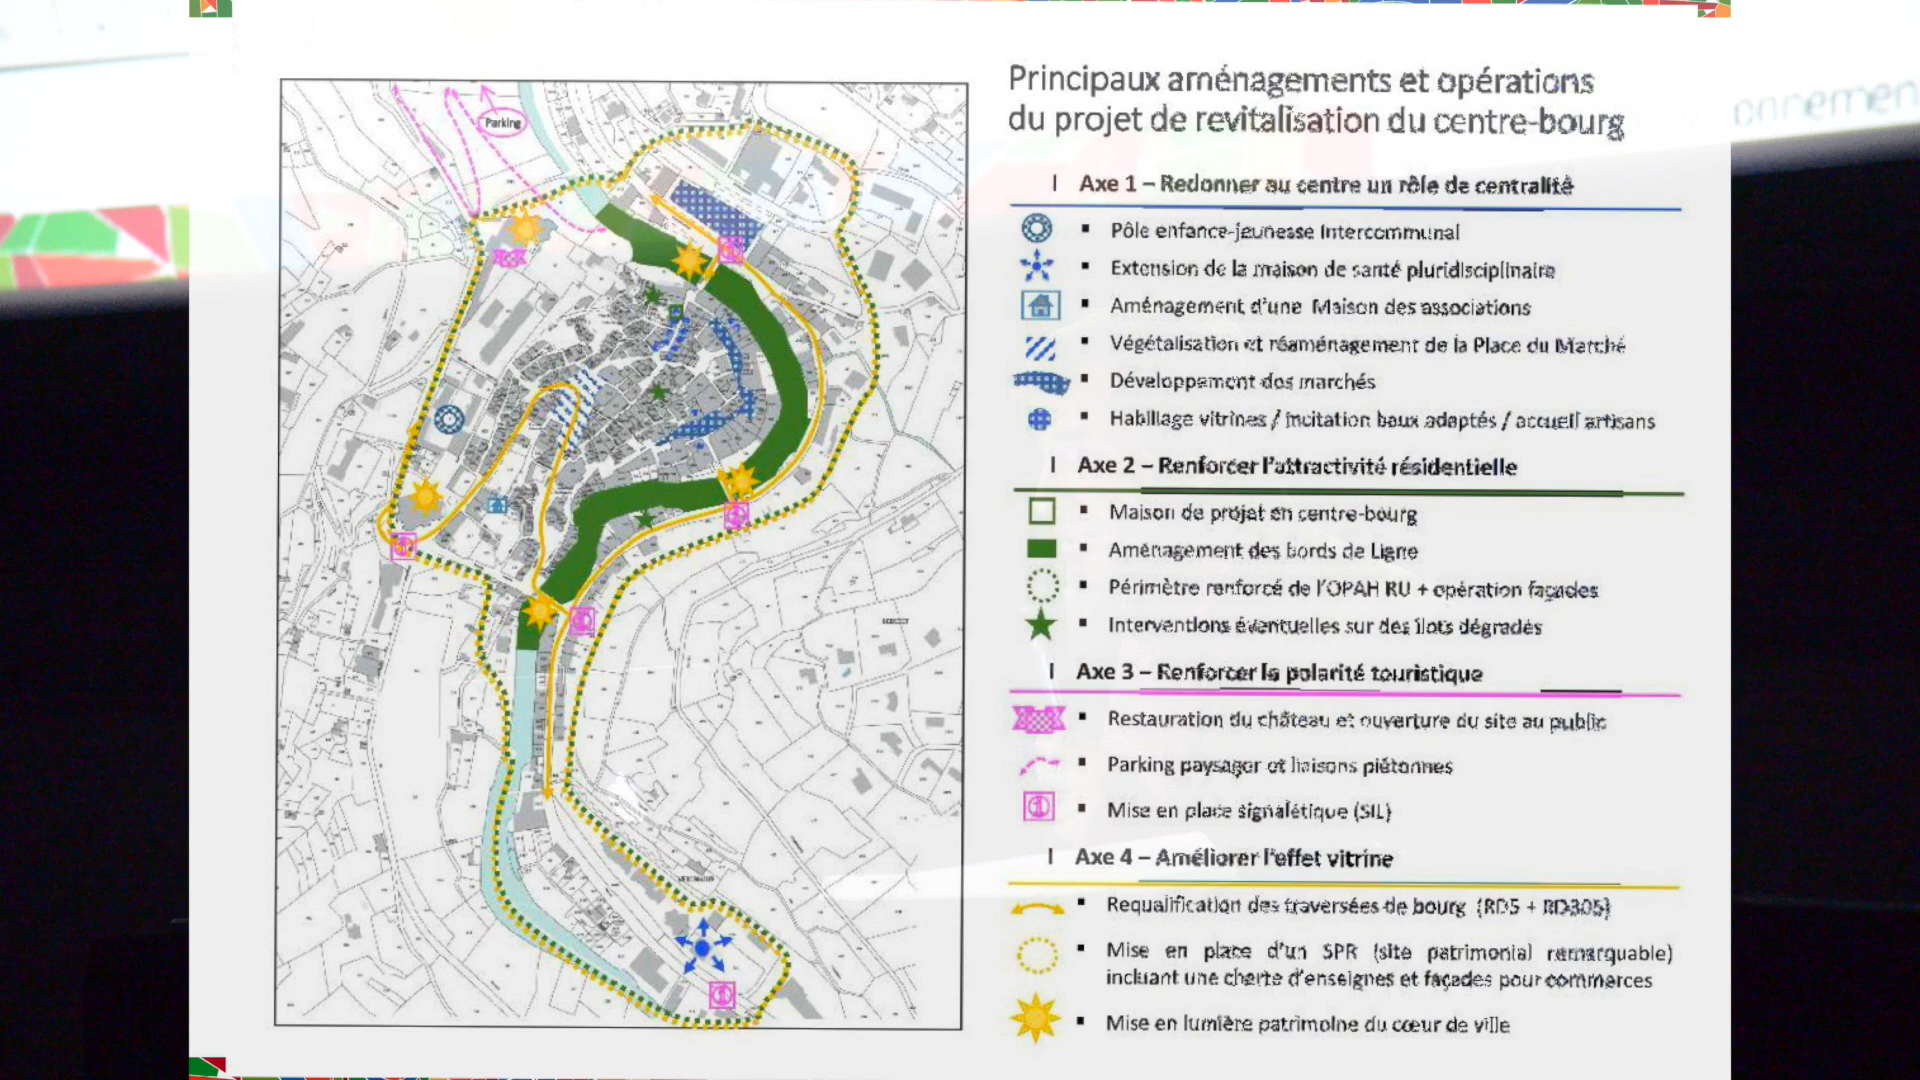 onnemen
Principaux aménagements et opérations
du projet de revitalisation du centre-bourg
Parking
Axe 1 – Redonner au centre un rôle de centralité
Pôle enfance-jeunesse Intercommunal
Extension de la maison de santé pluridisciplinaire
Aménagement d'une Maison des associations
Végétalisation et réaménagement de la Place du Marché
Développement des marchés
Habillage vitrines / incitation baux adaptés / accueil artisans
Axe 2 – Renforcer l'attractivité résidentielle
Maison de projet en centre-bourg
Aménagement des bords de Ligne
Périmètre renforcé de l'OPAH RU + opération façades
Interventions éventuelles sur des îlots dégradés
Axe 3 – Renforcer la polarité touristique
Restauration du château et ouverture du site au public
Parking paysager et liaisons piétonnes
Mise en place signalétique (SIL)
Axe 4 – Améliorer l'effet vitrine
Requalification des traversées de bourg (RD5 + RD305)
Mise en place d'un SPR (site patrimonial remarquable)
incluant une charte d'enseignes et façades pour commerces
Mise en lumière patrimoine du cœur de ville